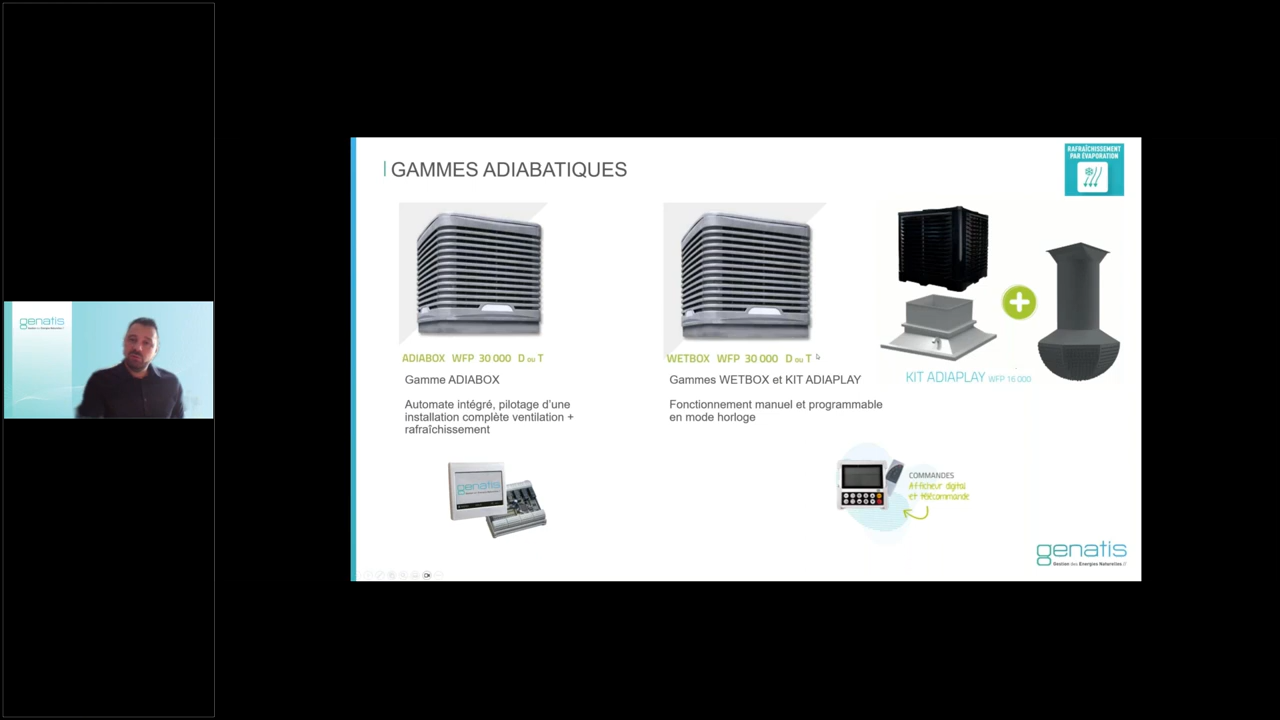 genatis
GAMMES ADIABATIQUES
RAFRAÎCHISSEMENT
PAR ÉVAPORATION
ADIABOX WFP 30 000 D ou T
Gamme ADIABOX
Automate intégré, pilotage d’une
installation complète ventilation +
rafraîchissement
genatis
WETBOX WFP 30 000 D ou T
Gammes WETBOX et KIT ADIAPLAY
Fonctionnement manuel et programmable
en mode horloge
KIT ADIAPLAY WFP 16 000
COMMANDES
Afficheur digital
et télécommande
genatis
Gestion des Energies Naturelles //